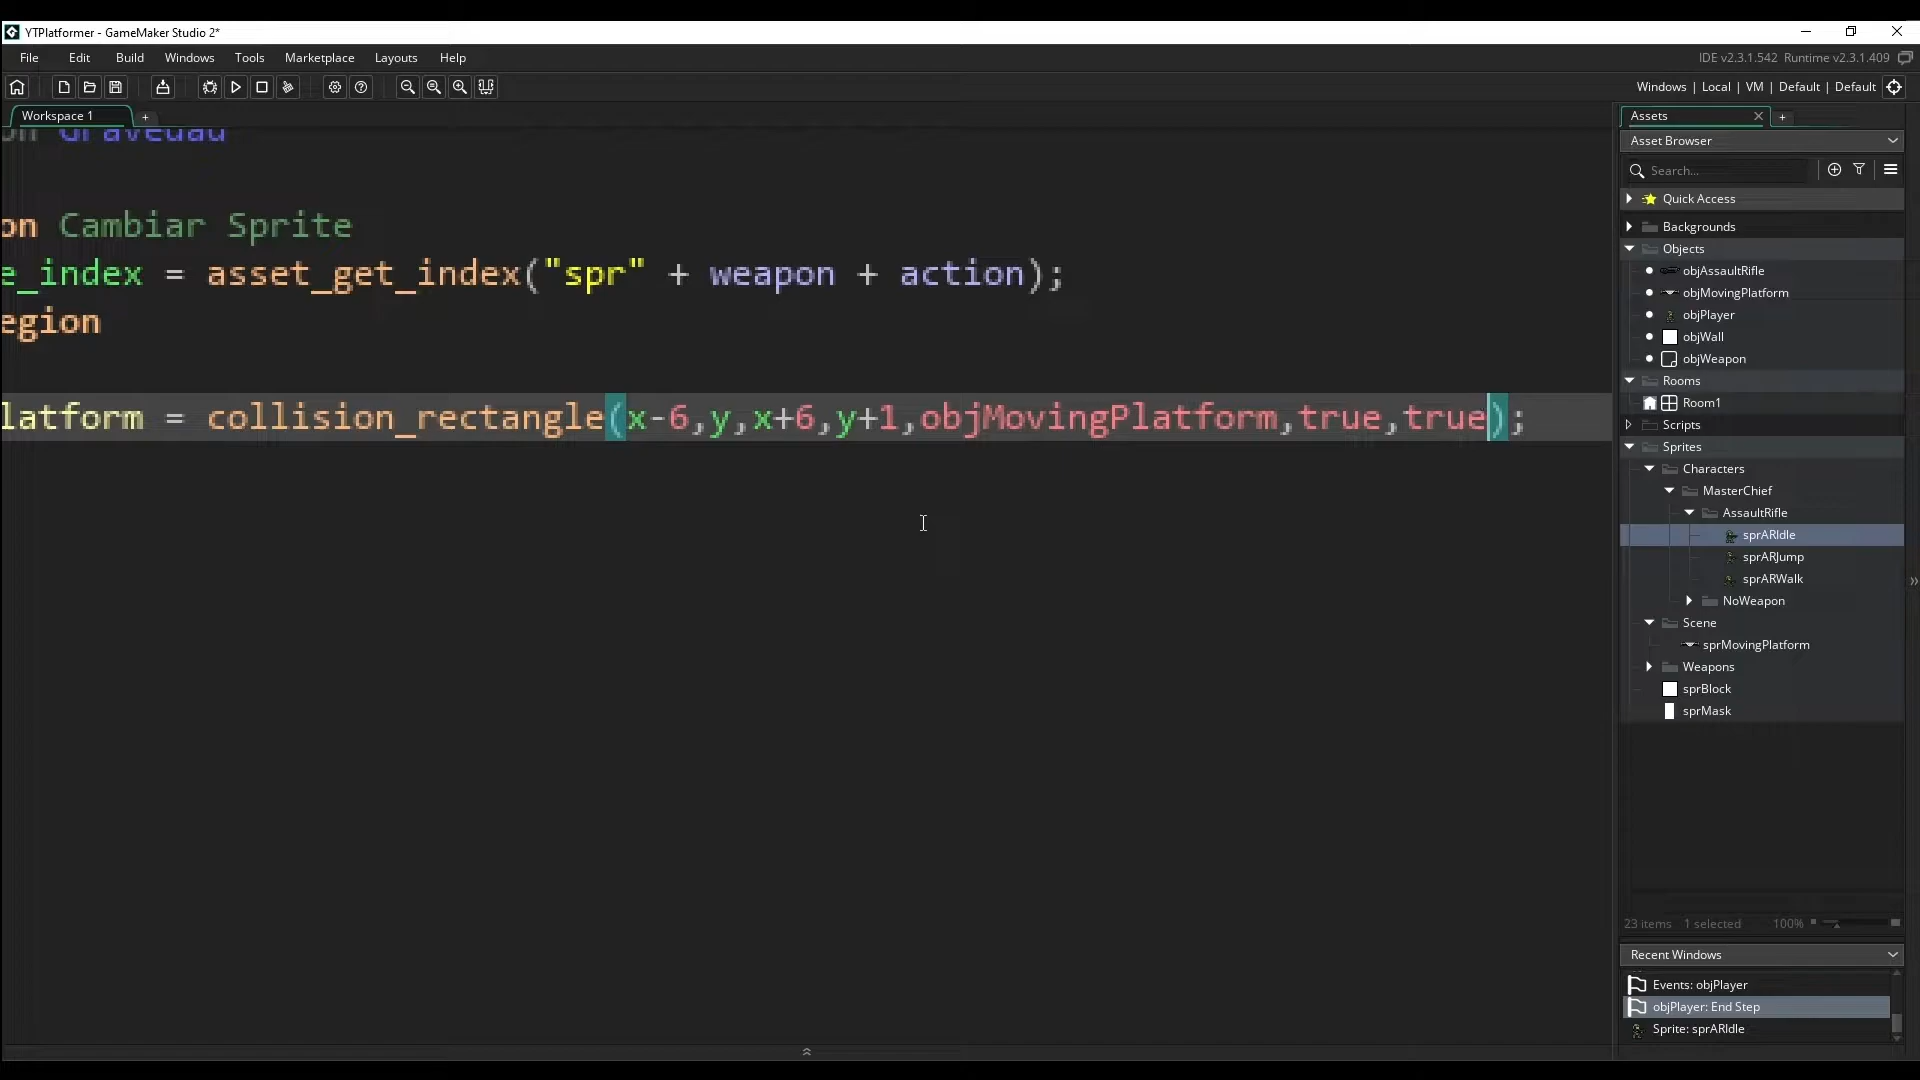 YTPlatformer - GameMaker Studio 2*
File Edit Build Windows Tools Marketplace Layouts Help
IDE v2.3.1.542 Runtime v2.3.1.409
Windows | Local | VM | Default | Default
Workspace 1
+
on Gravedad
on Cambiar Sprite
e_index = asset_get_index("spr" + weapon + action);
egion
latform = collision_rectangle(x-6,y,x+6,y+1,objMovingPlatform,true,true);
Assets
+
Asset Browser
Search...
Quick Access
Backgrounds
Objects
objAssaultRifle
objMovingPlatform
objPlayer
objWall
objWeapon
Rooms
Room1
Scripts
Sprites
Characters
MasterChief
AssaultRifle
sprARIdle
sprARJump
sprARWalk
NoWeapon
Scene
sprMovingPlatform
Weapons
sprBlock
sprMask
23 items 1 selected 100%
Recent Windows
Events: objPlayer
objPlayer: End Step
Sprite: sprARIdle